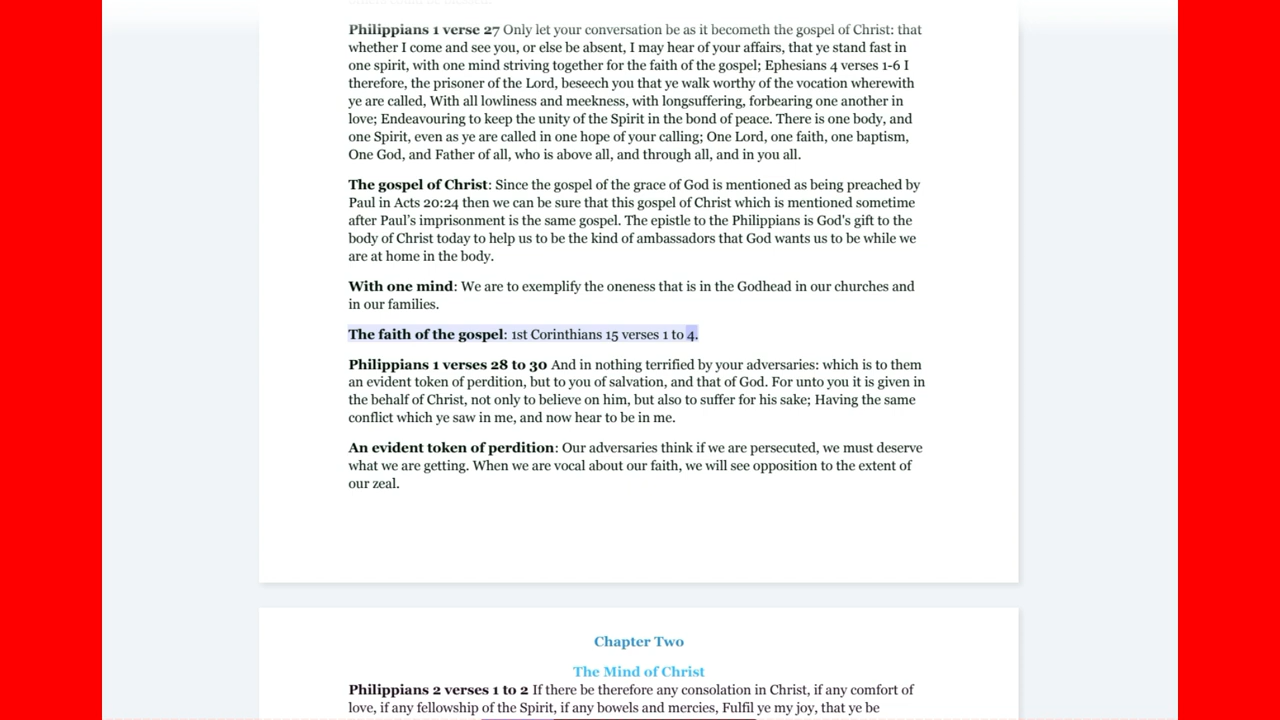 Philippians 1 verse 27 Only let your conversation be as it becometh the gospel of Christ: that
whether I come and see you, or else be absent, I may hear of your affairs, that ye stand fast in
one spirit, with one mind striving together for the faith of the gospel; Ephesians 4 verses 1-6 I
therefore, the prisoner of the Lord, beseech you that ye walk worthy of the vocation wherewith
ye are called, With all lowliness and meekness, with longsuffering, forbearing one another in
love; Endeavouring to keep the unity of the Spirit in the bond of peace. There is one body, and
one Spirit, even as ye are called in one hope of your calling; One Lord, one faith, one baptism,
One God, and Father of all, who is above all, and through all, and in you all.
The gospel of Christ: Since the gospel of the grace of God is mentioned as being preached by
Paul in Acts 20:24 then we can be sure that this gospel of Christ which is mentioned sometime
after Paul’s imprisonment is the same gospel. The epistle to the Philippians is God's gift to the
body of Christ today to help us to be the kind of ambassadors that God wants us to be while we
are at home in the body.
With one mind: We are to exemplify the oneness that is in the Godhead in our churches and
in our families.
The faith of the gospel: 1st Corinthians 15 verses 1 to 4.
Philippians 1 verses 28 to 30 And in nothing terrified by your adversaries: which is to them
an evident token of perdition, but to you of salvation, and that of God. For unto you it is given in
the behalf of Christ, not only to believe on him, but also to suffer for his sake; Having the same
conflict which ye saw in me, and now hear to be in me.
An evident token of perdition: Our adversaries think if we are persecuted, we must deserve
what we are getting. When we are vocal about our faith, we will see opposition to the extent of
our zeal.
Chapter Two
The Mind of Christ
Philippians 2 verses 1 to 2 If there be therefore any consolation in Christ, if any comfort of
love, if any fellowship of the Spirit, if any bowels and mercies, Fulfil ye my joy, that ye be